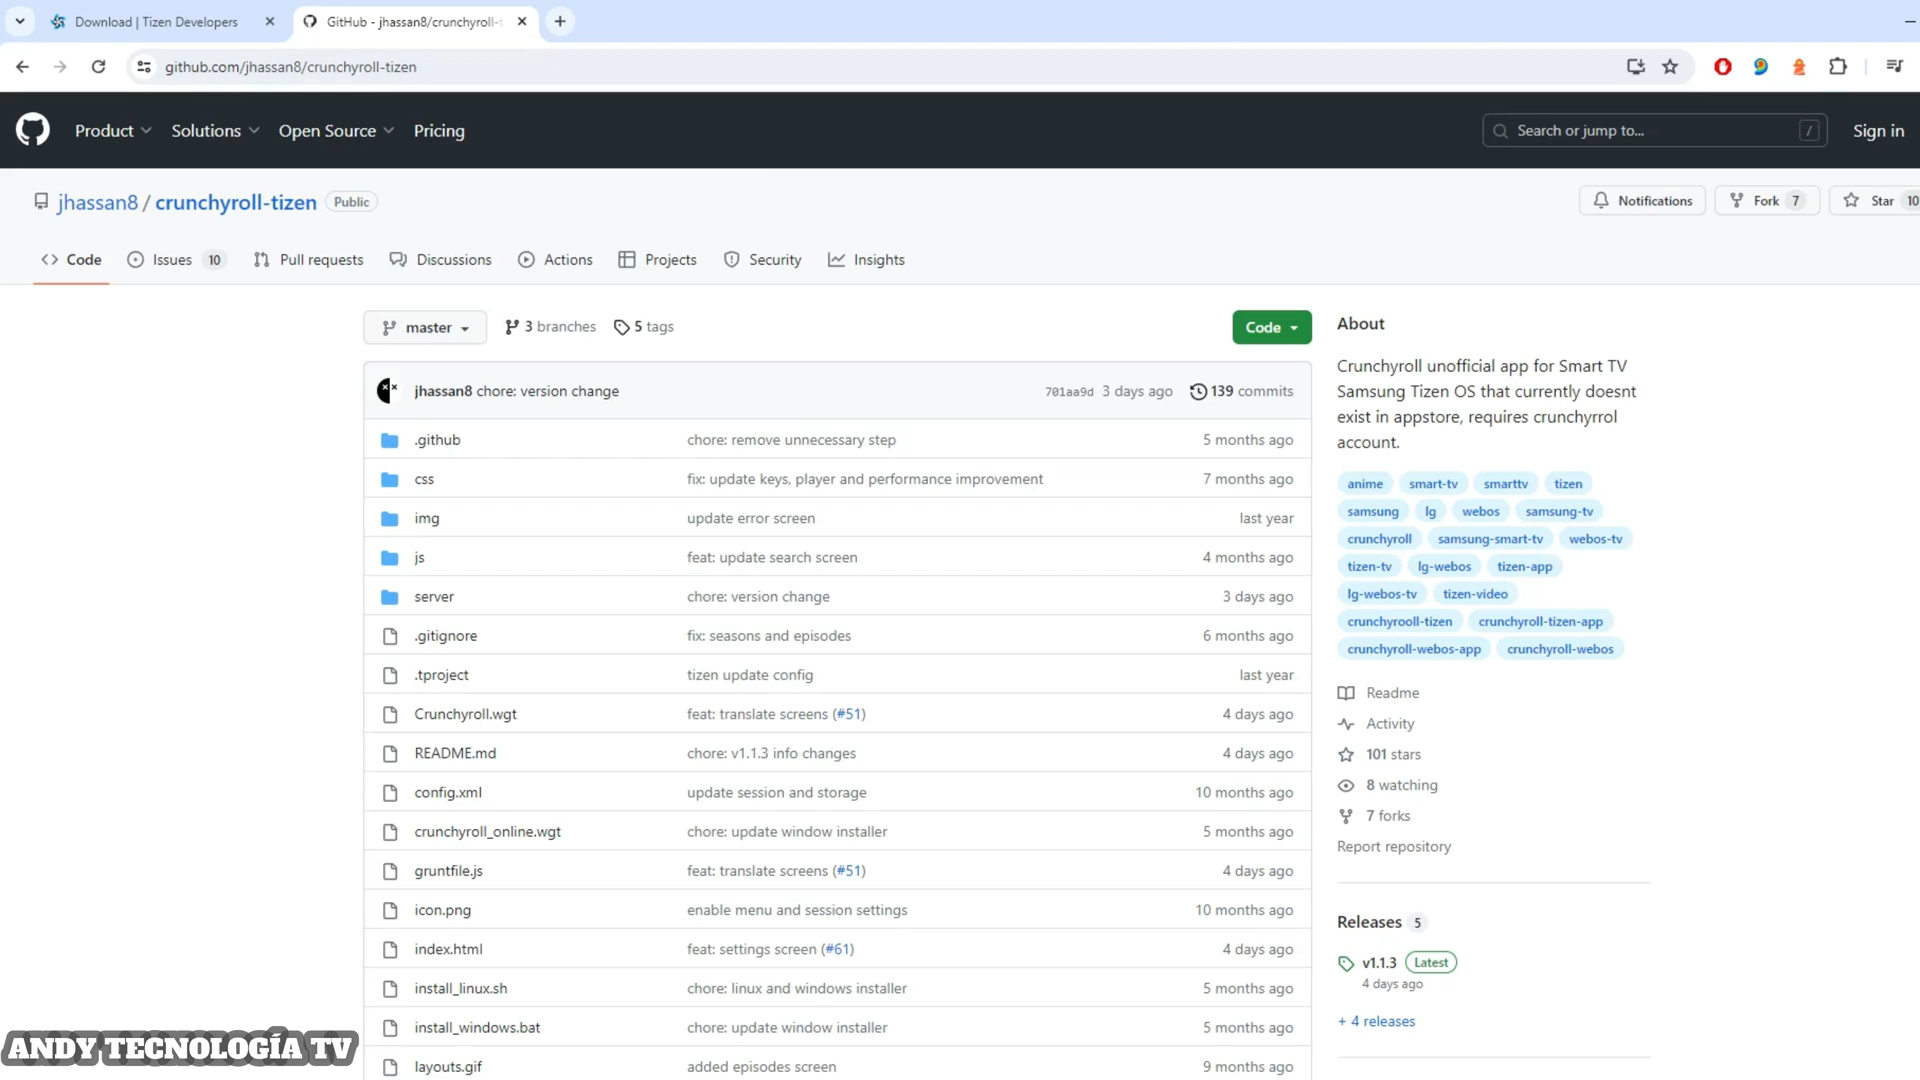 Download | Tizen Developers
GitHub - jhassan8/crunchyroll-t
github.com/jhassan8/crunchyroll-tizen
Product Solutions Open Source Pricing
Search or jump to... /
Sign in
jhassan8 / crunchyroll-tizen Public
Notifications
Fork 7
Star 10
Code
Issues 10
Pull requests
Discussions
Actions
Projects
Security
Insights
master
3 branches
5 tags
Code
jhassan8 chore: version change 701aa9d 3 days ago 139 commits
.github chore: remove unnecessary step 5 months ago
css fix: update keys, player and performance improvement 7 months ago
img update error screen last year
js feat: update search screen 4 months ago
server chore: version change 3 days ago
.gitignore fix: seasons and episodes 6 months ago
.tproject tizen update config last year
Crunchyroll.wgt feat: translate screens (#51) 4 days ago
README.md chore: v1.1.3 info changes 4 days ago
config.xml update session and storage 10 months ago
crunchyroll_online.wgt chore: update window installer 5 months ago
gruntfile.js feat: translate screens (#51) 4 days ago
icon.png enable menu and session settings 10 months ago
index.html feat: settings screen (#61) 4 days ago
install_linux.sh chore: linux and windows installer 5 months ago
install_windows.bat chore: update window installer 5 months ago
layouts.gif added episodes screen 9 months ago
About
Crunchyroll unofficial app for Smart TV
Samsung Tizen OS that currently doesnt
exist in appstore, requires crunchyrrol
account.
anime smart-tv smarttv tizen
samsung lg webos samsung-tv
crunchyroll samsung-smart-tv webos-tv
tizen-tv lg-webos tizen-app
lg-webos-tv tizen-video
crunchyrooll-tizen crunchyroll-tizen-app
crunchyroll-webos-app crunchyroll-webos
Readme
Activity
101 stars
8 watching
7 forks
Report repository
Releases 5
v1.1.3 Latest
4 days ago
+ 4 releases
ANDY TECNOLOGÍA TV